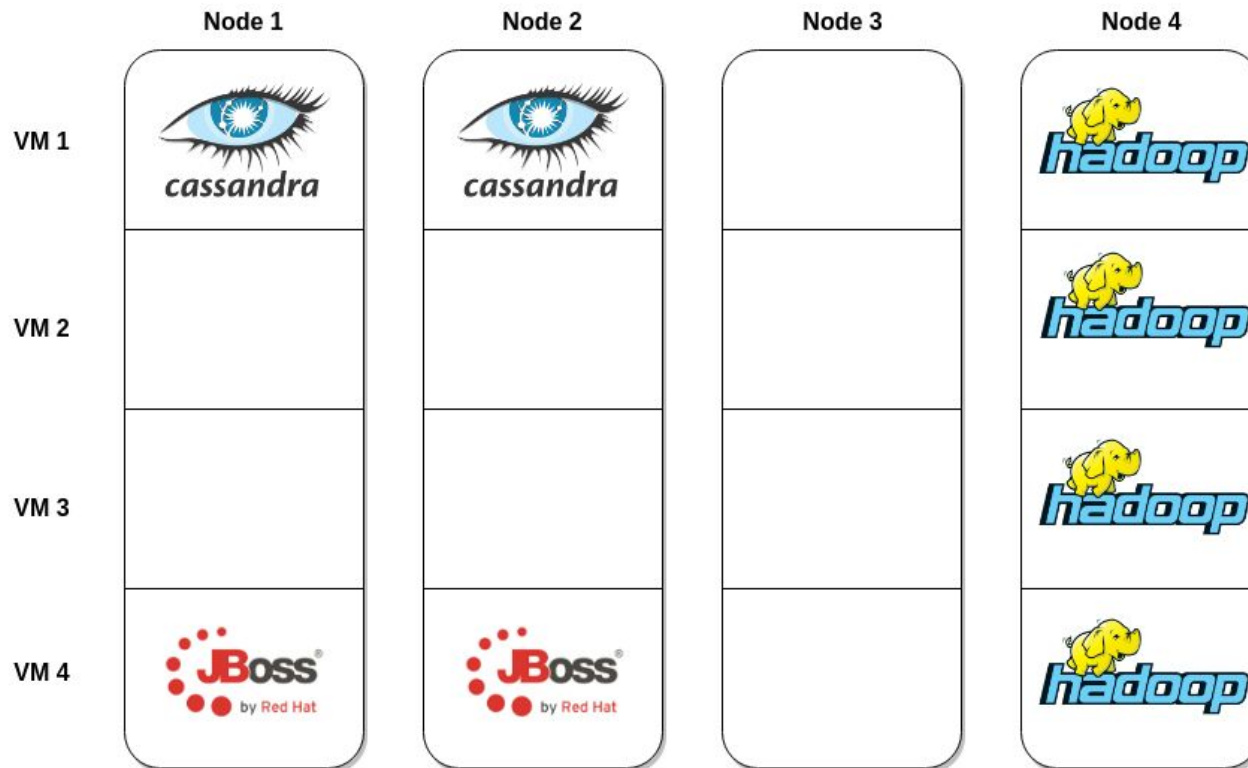 Node 1 Node 2 Node 3 Node 4
VM 1
cassandra cassandra hadoop
VM 2
hadoop
VM 3
hadoop
VM 4
JBoss® JBoss® hadoop
by Red Hat by Red Hat